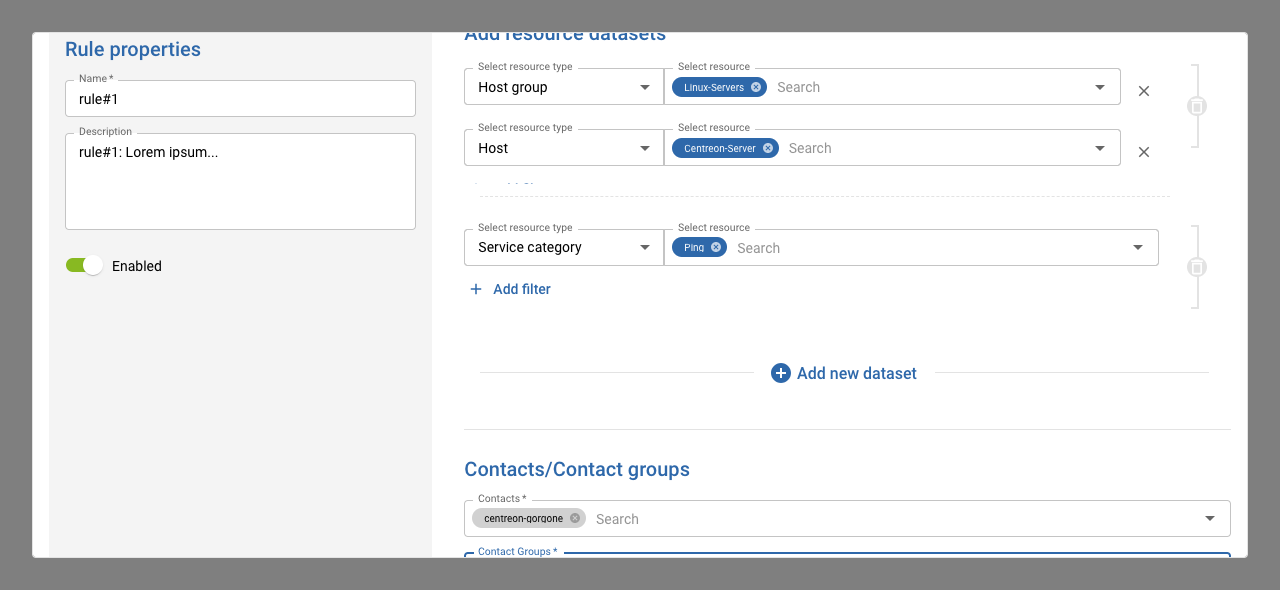 Rule properties
Name *
rule#1
Description
rule#1: Lorem ipsum...
Enabled
Add resource datasets
Select resource type
Select resource
Host group
Linux-Servers
Search
Select resource type
Select resource
Host
Centreon-Server
Search
Select resource type
Select resource
Service category
Ping
Search
Add filter
Add new dataset
Contacts/Contact groups
Contacts *
centreon-gorgone
Search
Contact Groups *